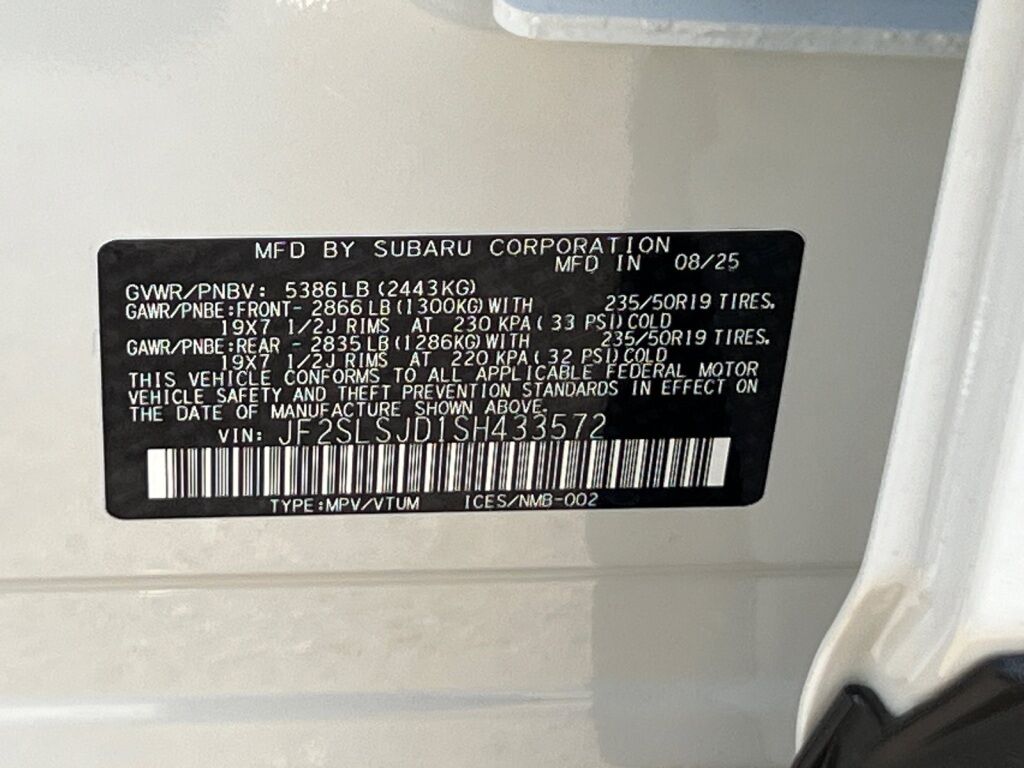 MFD BY SUBARU CORPORATION
MFD IN 08/25
GVWR/PNBV: 5386LB(2443KG)
GAWR/PNBE:FRONT- 2866LB(1300KG)WITH 235/50R19 TIRES.
19X7 1/2J RIMS AT 230 KPA( 33 PSI)COLD
GAWR/PNBE:REAR - 2835LB(1286KG)WITH 235/50R19 TIRES.
19X7 1/2J RIMS AT 220 KPA( 32 PSI)COLD
THIS VEHICLE CONFORMS TO ALL APPLICABLE FEDERAL MOTOR
VEHICLE SAFETY AND THEFT PREVENTION STANDARDS IN EFFECT ON
THE DATE OF MANUFACTURE SHOWN ABOVE.
VIN: JF2SLSJD1SH433572
TYPE:MPV/VTUM ICES/NMB-002